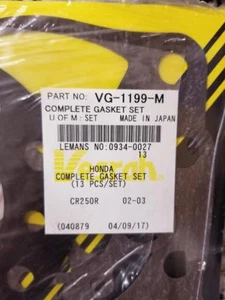 PART NO: VG-1199-M
COMPLETE GASKET SET
U OF M: SET MADE IN JAPAN
LEMANS NO:0934-0027
13
Vesrah
HONDA
COMPLETE GASKET SET
(13 PCS/SET)
CR250R 02-03
(040879 04/09/17)